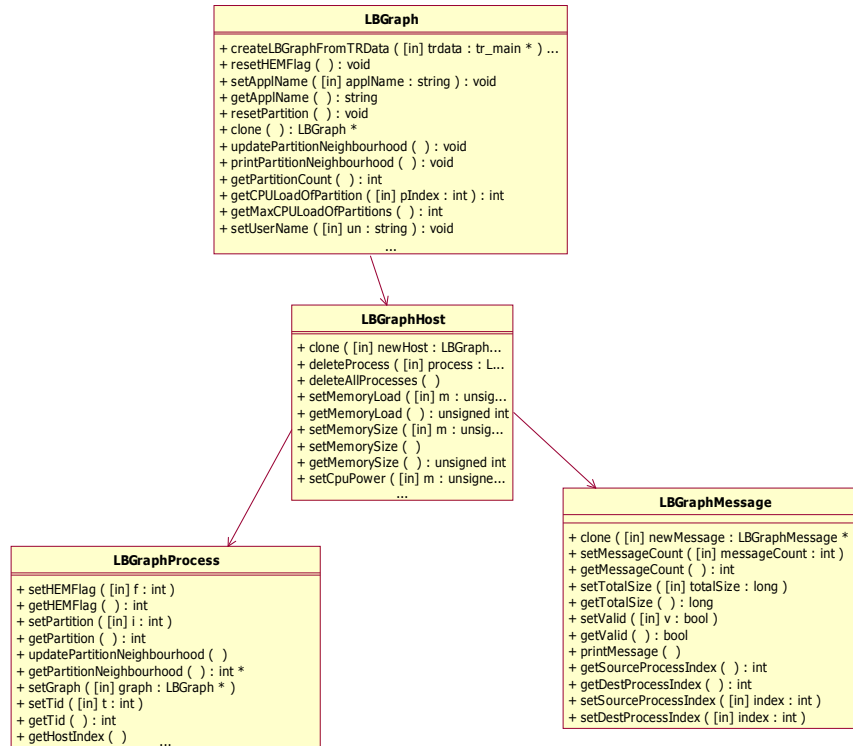 LBGraph
+ createLBGraphFromTRData ( [in] trdata : tr_main * ) ...
+ resetHEMFlag ( ) : void
+ setApplName ( [in] applName : string ) : void
+ getApplName ( ) : string
+ resetPartition ( ) : void
+ clone ( ) : LBGraph *
+ updatePartitionNeighbourhood ( ) : void
+ printPartitionNeighbourhood ( ) : void
+ getPartitionCount ( ) : int
+ getCPULoadOfPartition ( [in] pIndex : int ) : int
+ getMaxCPULoadOfPartitions ( ) : int
+ setUserName ( [in] un : string ) : void
...
LBGraphHost
+ clone ( [in] newHost : LBGraph...
+ deleteProcess ( [in] process : L...
+ deleteAllProcesses ( )
+ setMemoryLoad ( [in] m : unsig...
+ getMemoryLoad ( ) : unsigned int
+ setMemorySize ( [in] m : unsig...
+ setMemorySize ( )
+ getMemorySize ( ) : unsigned int
+ setCpuPower ( [in] m : unsigne...
...
LBGraphProcess
+ setHEMFlag ( [in] f : int )
+ getHEMFlag ( ) : int
+ setPartition ( [in] i : int )
+ getPartition ( ) : int
+ updatePartitionNeighbourhood ( )
+ getPartitionNeighbourhood ( ) : int *
+ setGraph ( [in] graph : LBGraph * )
+ setTid ( [in] t : int )
+ getTid ( ) : int
+ getHostIndex ( )
...
LBGraphMessage
+ clone ( [in] newMessage : LBGraphMessage *
+ setMessageCount ( [in] messageCount : int )
+ getMessageCount ( ) : int
+ setTotalSize ( [in] totalSize : long )
+ getTotalSize ( ) : long
+ setValid ( [in] v : bool )
+ getValid ( ) : bool
+ printMessage ( )
+ getSourceProcessIndex ( ) : int
+ getDestProcessIndex ( ) : int
+ setSourceProcessIndex ( [in] index : int )
+ setDestProcessIndex ( [in] index : int )